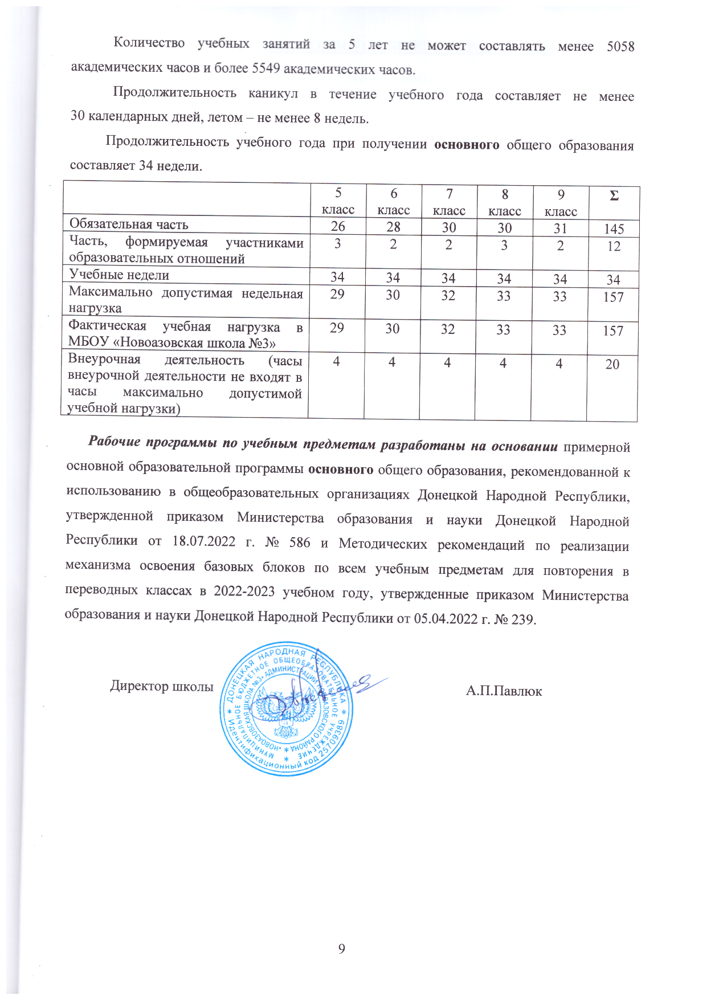 Количество учебных занятий за 5 лет не может составлять менее 5058
академических часов и более 5549 академических часов.
Продолжительность каникул в течение учебного года составляет не менее
30 календарных дней, летом – не менее 8 недель.
Продолжительность учебного года при получении основного общего образования
составляет 34 недели.
5 класс 6 класс 7 класс 8 класс 9 класс Σ
Обязательная часть 26 28 30 30 31 145
Часть, формируемая участниками 3 2 2 3 2 12
образовательных отношений
Учебные недели 34 34 34 34 34 34
Максимально допустимая недельная 29 30 32 33 33 157
нагрузка
Фактическая учебная нагрузка в 29 30 32 33 33 157
МБОУ «Новоазовская школа №3»
Внеурочная деятельность (часы 4 4 4 4 4 20
внеурочной деятельности не входят в
часы максимально допустимой
учебной нагрузки)
Рабочие программы по учебным предметам разработаны на основании примерной
основной образовательной программы основного общего образования, рекомендованной к
использованию в общеобразовательных организациях Донецкой Народной Республики,
утвержденной приказом Министерства образования и науки Донецкой Народной
Республики от 18.07.2022 г. № 586 и Методических рекомендаций по реализации
механизма освоения базовых блоков по всем учебным предметам для повторения в
переводных классах в 2022-2023 учебном году, утвержденные приказом Министерства
образования и науки Донецкой Народной Республики от 05.04.2022 г. № 239.
Директор школы А.П.Павлюк
ДОНЕЦКАЯ НАРОДНАЯ РЕСПУБЛИКА
Идентификационный код 25709389
МУНИЦИПАЛЬНОЕ БЮДЖЕТНОЕ ОБЩЕОБРАЗОВАТЕЛЬНОЕ УЧРЕЖДЕНИЕ
«НОВОАЗОВСКАЯ ШКОЛА №3» АДМИНИСТРАЦИИ НОВОАЗОВСКОГО РАЙОНА
9